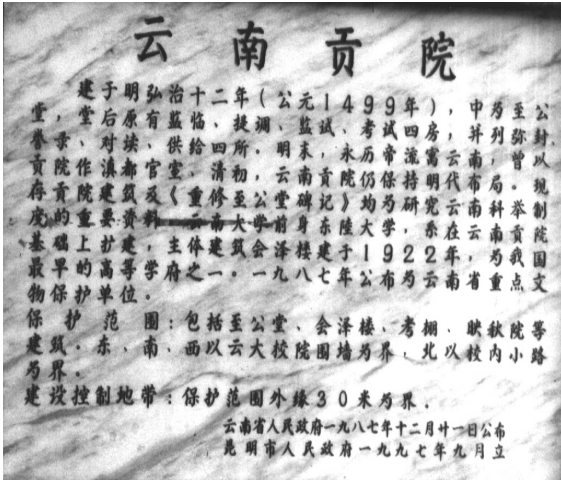 云南贡院
建于明弘治十二年（公元1499年），中为至公
堂，堂后原有监临、提调、监试、考试四房，并列弥封
誊录、对读、供给、四所，明末，永历帝流寓云南，曾以
贡院作滇都官室，清初，云南贡院仍保持明代布局。现
存贡院建筑及《重修至公堂碑记》均为研究云南科举制
度的重要资料 大学前身东陆大学，系在云南贡院
基础上扩建，主体建筑会泽楼建于1922年，为我国
最早的高等学府之一。一九八七年公布为云南省重点文
物保护单位。
保护范围：包括至公堂、会泽楼、考棚、映秋院等
建筑。东、南、西以云大校院围墙为界，北以校内小路
为界。
建设控制地带：保护范围外缘30米为界．
云南省人民政府一九八七年十二月廿一日公布
昆明市人民政府一九九七年九月立